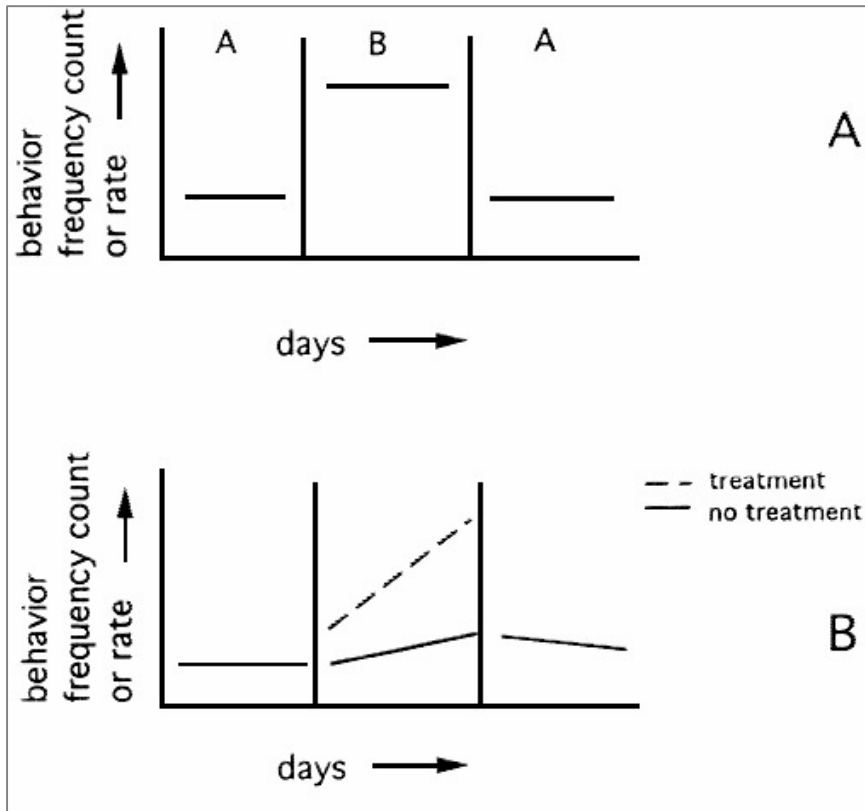 A
B
A
behavior
frequency count
or rate
A
days
treatment
no treatment
behavior
frequency count
or rate
B
days